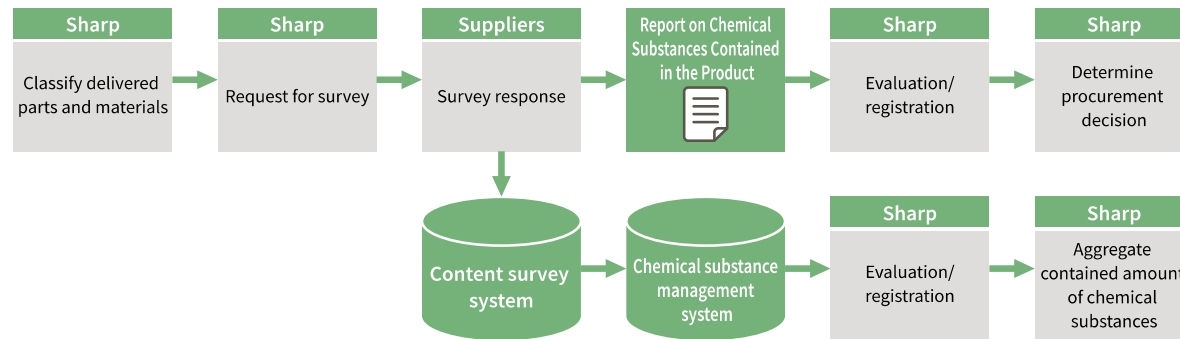 Sharp
Classify delivered
parts and materials
Sharp
Request for survey
Suppliers
Survey response
Report on Chemical
Substances Contained
in the Product
Sharp
Evaluation/
registration
Sharp
Determine
procurement
decision
Content survey
system
Chemical substance
management
system
Sharp
Evaluation/
registration
Sharp
Aggregate
contained amount
of chemical
substances